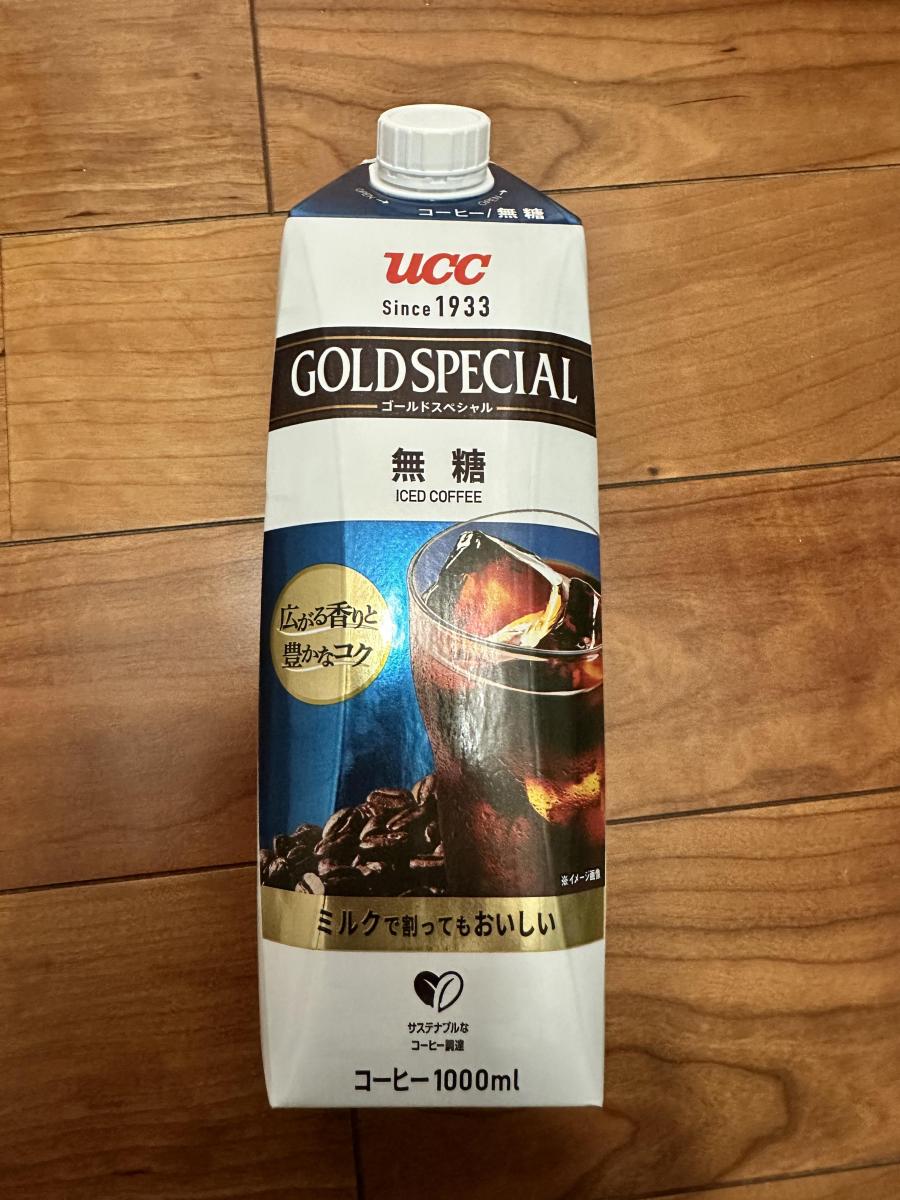 OPEN
OPEN
コーヒー/無糖
UCC
Since 1933
GOLD SPECIAL
ゴールドスペシャル
無糖
ICED COFFEE
広がる香りと
豊かなコク
※イメージ画像
ミルクで割ってもおいしい
サステナブルな
コーヒー調達
コーヒー1000ml